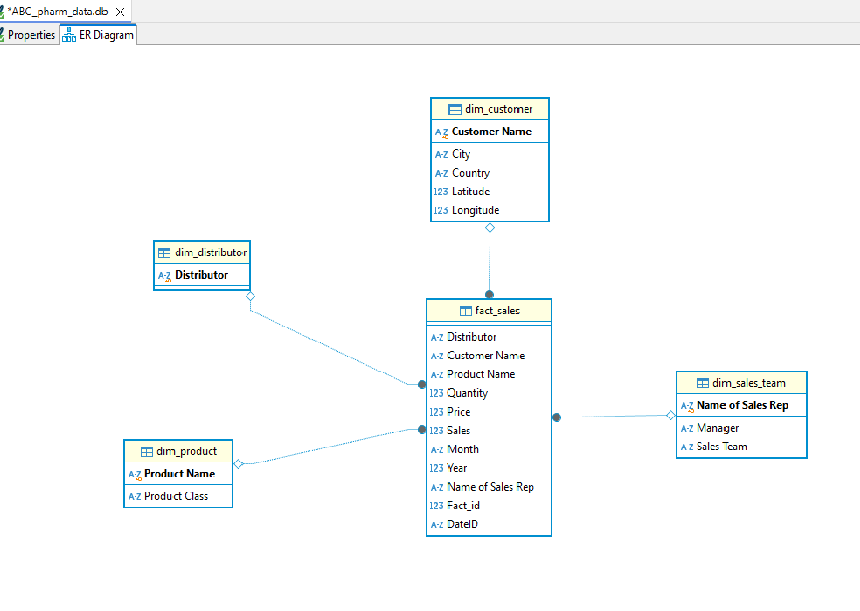 *ABC_pharm_data.db
Properties
ER Diagram
dim_customer
A-Z Customer Name
A-Z City
A-Z Country
123 Latitude
123 Longitude
dim_distributor
A-Z Distributor
fact_sales
A-Z Distributor
A-Z Customer Name
A-Z Product Name
123 Quantity
123 Price
123 Sales
A-Z Month
123 Year
A-Z Name of Sales Rep
123 Fact_id
A-Z DateID
dim_sales_team
A-Z Name of Sales Rep
A-Z Manager
A-Z Sales Team
dim_product
A-Z Product Name
A-Z Product Class